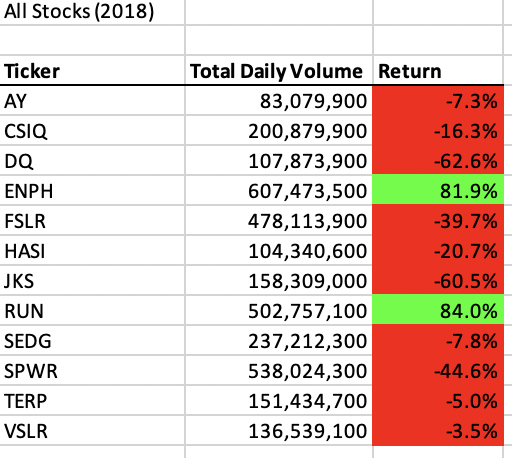 All Stocks (2018)
Ticker Total Daily Volume Return
AY 83,079,900 -7.3%
CSIQ 200,879,900 -16.3%
DQ 107,873,900 -62.6%
ENPH 607,473,500 81.9%
FSLR 478,113,900 -39.7%
HASI 104,340,600 -20.7%
JKS 158,309,000 -60.5%
RUN 502,757,100 84.0%
SEDG 237,212,300 -7.8%
SPWR 538,024,300 -44.6%
TERP 151,434,700 -5.0%
VSLR 136,539,100 -3.5%